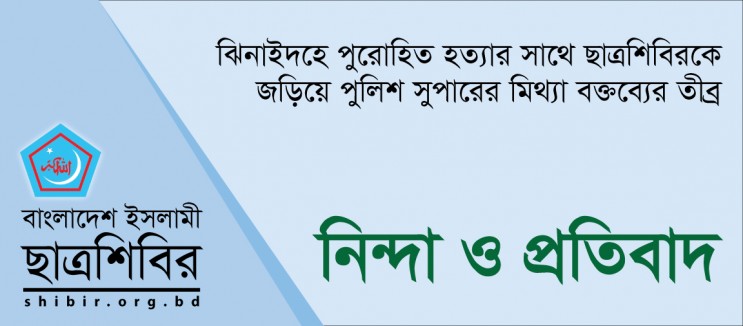 ঝিনাইদহে পুরোহিত হত্যার সাথে ছাত্রশিবিরকে
জড়িয়ে পুলিশ সুপারের মিথ্যা বক্তব্যের তীব্র
নিন্দা ও প্রতিবাদ
বাংলাদেশ ইসলামী
ছাত্রশিবির
shibir.org.bd